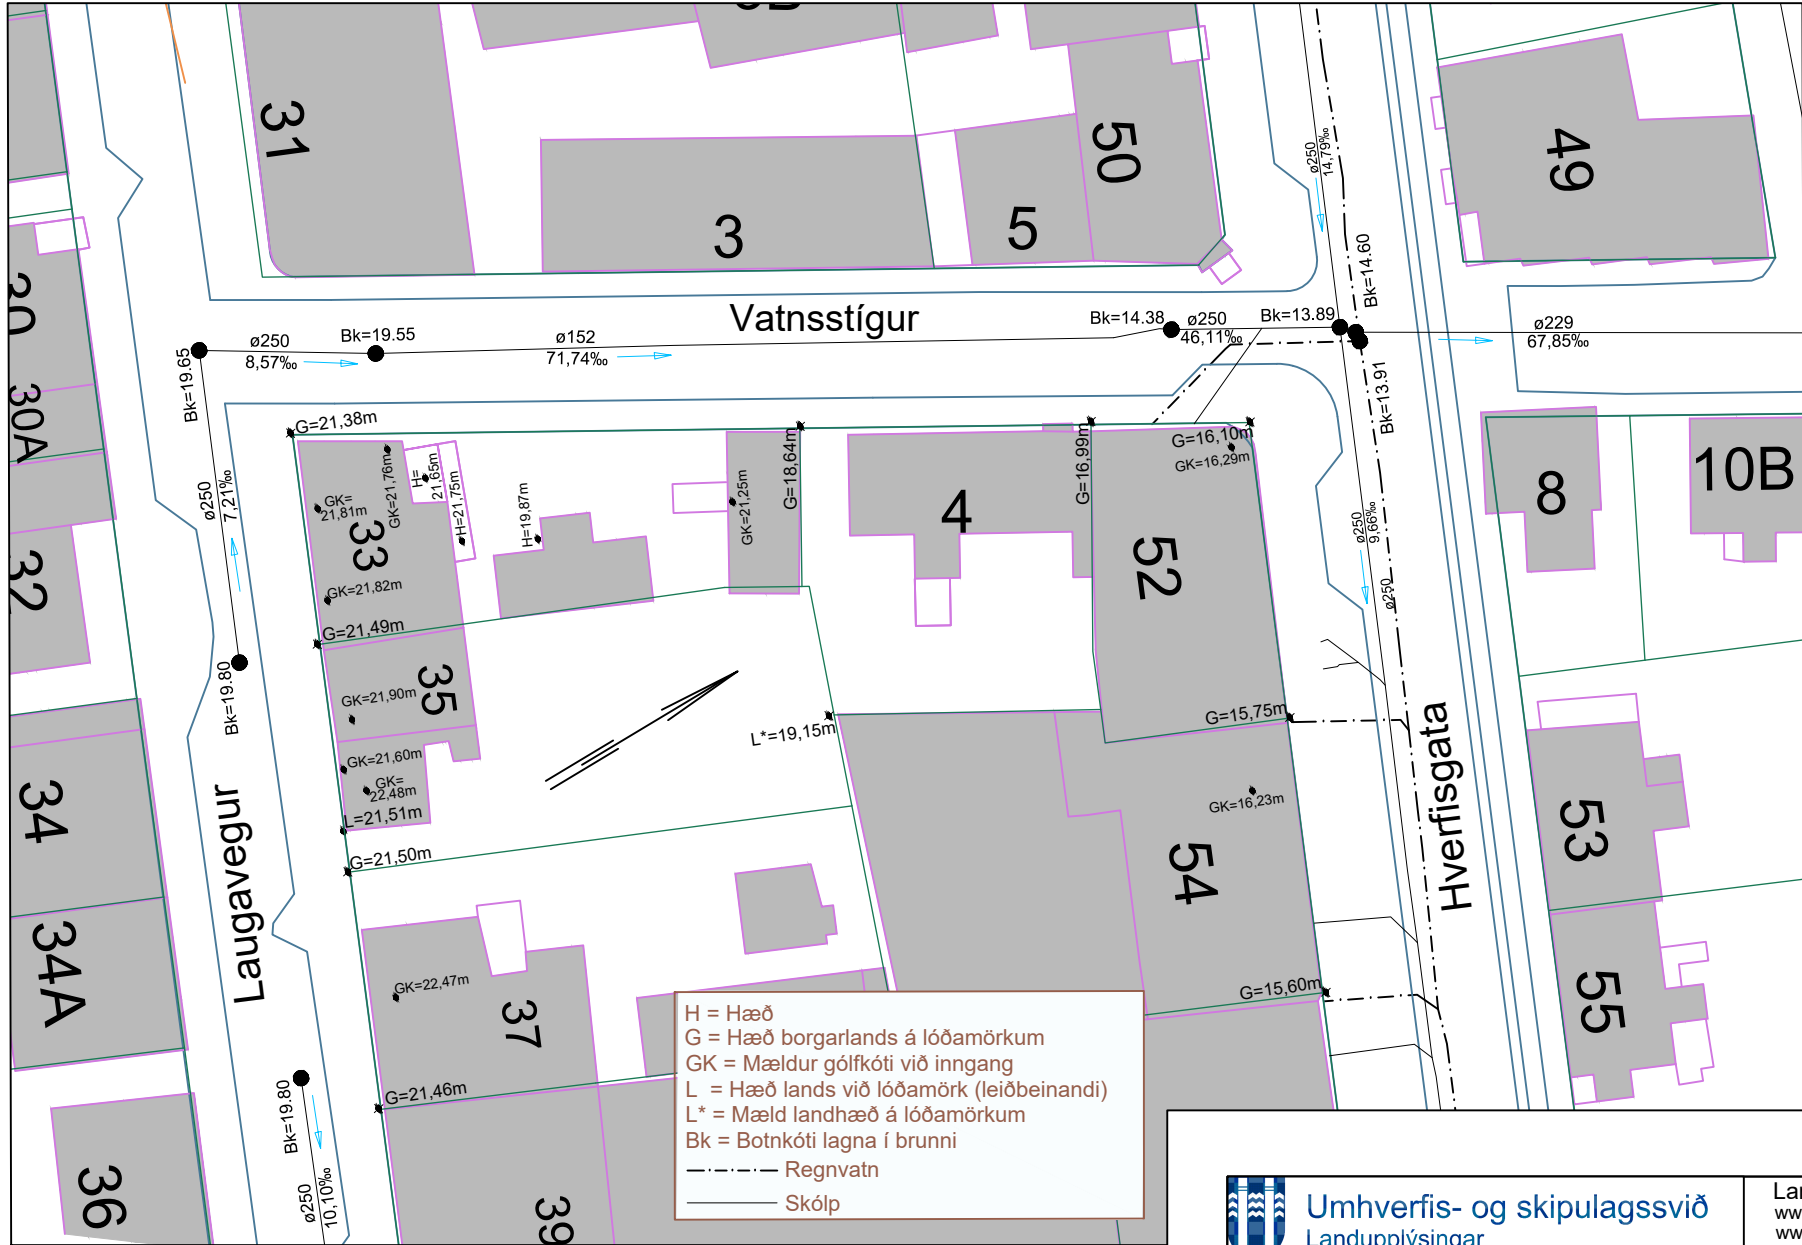 31
3
5
50
49
ø250
14,79‰
Bk=14.60
30
30A
32
34
34A
36
Vatnsstígur
Bk=19.65
ø250
8,57‰
Bk=19.55
ø152
71,74‰
Bk=14.38
ø250
46,11‰
Bk=13.89
ø229
67,85‰
Bk=13.91
ø250
7,21‰
Bk=19.80
G=21,38m
GK=
21,81m
GK=21,76m
H=
21,65m
H=21,75m
33
GK=21,82m
H=19,87m
GK=21,25m
G=18,64m
4
G=16,99m
G=16,10m
GK=16,29m
52
8
10B
ø250
9,66‰
ø250
G=21,49m
GK=21,90m
35
GK=21,60m
GK=
22,48m
L=21,51m
G=21,50m
L*=19,15m
G=15,75m
GK=16,23m
54
Hverfisgata
53
55
Laugavegur
GK=22,47m
37
G=21,46m
39
G=15,60m
Bk=19.80
ø250
10,10‰
H = Hæð
G = Hæð borgarlands á lóðamörkum
GK = Mældur gólfkóti við inngang
L = Hæð lands við lóðamörk (leiðbeinandi)
L* = Mæld landhæð á lóðamörkum
Bk = Botnkóti lagna í brunni
Regnvatn
Skólp
Umhverfis- og skipulagssvið
Landupplýsingar